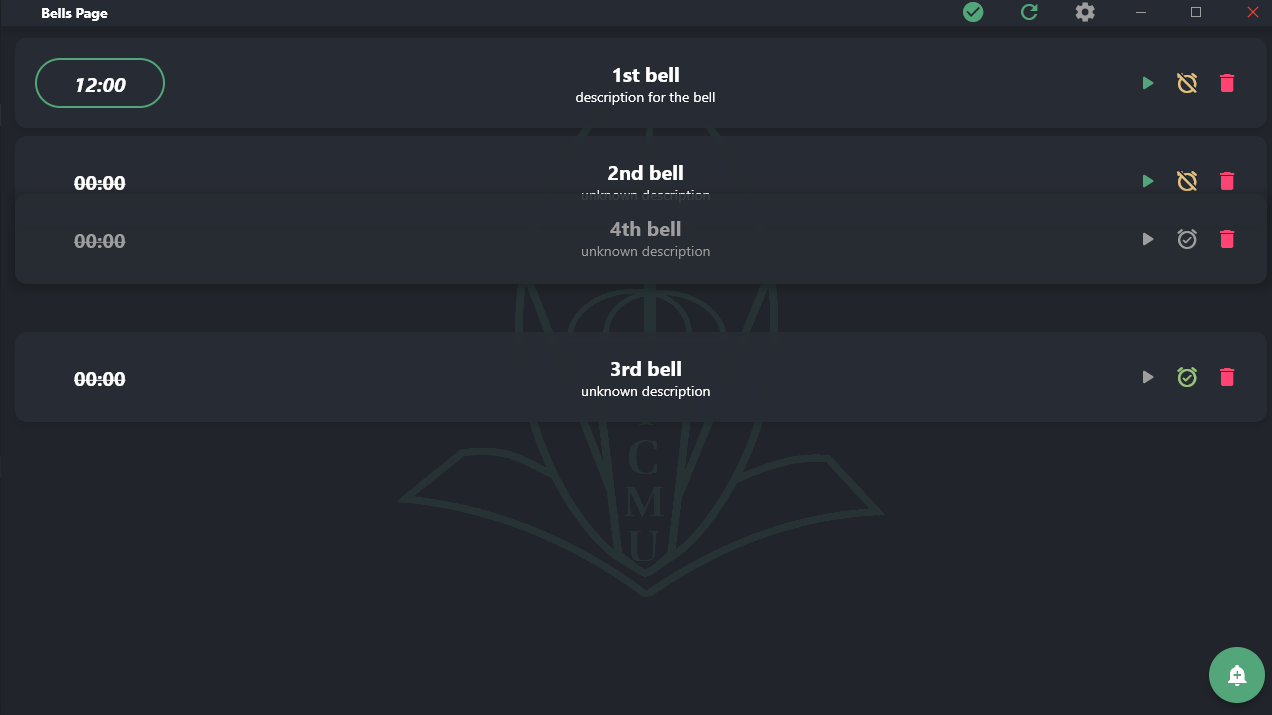 Bells Page
12:00
1st bell
description for the bell
00:00
2nd bell
unknown description
00:00
4th bell
unknown description
00:00
3rd bell
unknown description
C
M
U